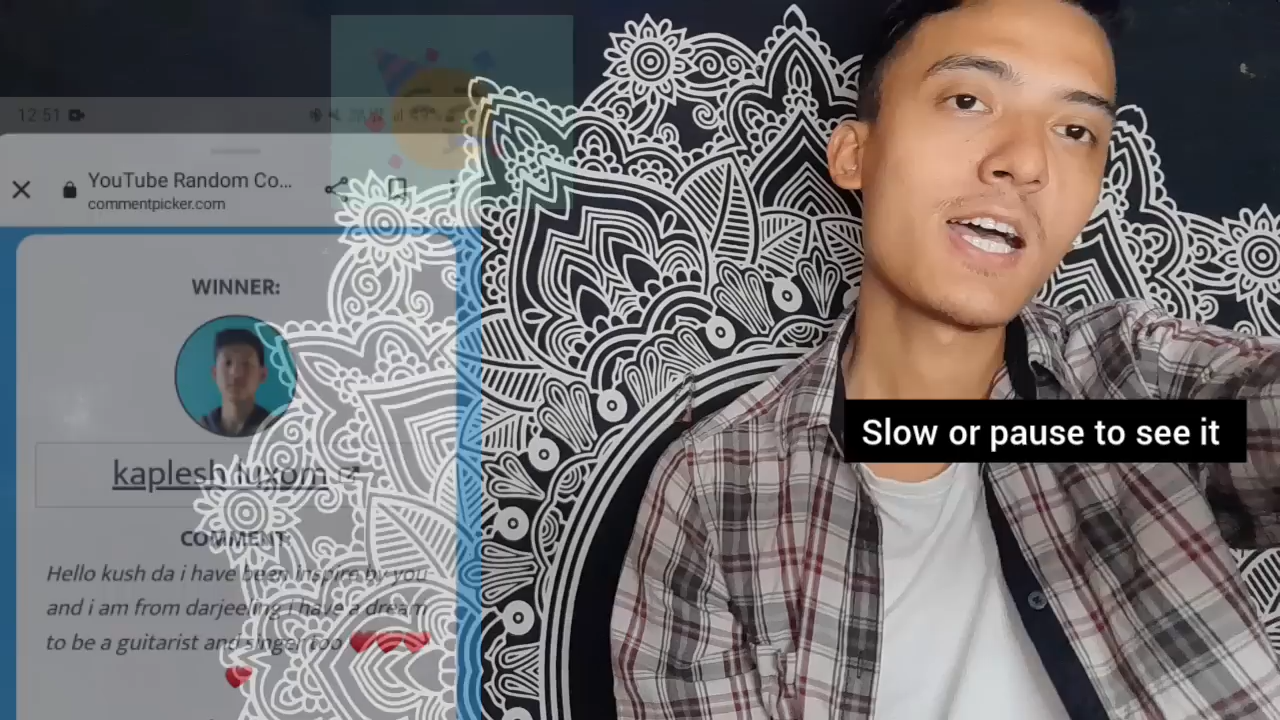 12:51
YouTube Random Co...
commentpicker.com
WINNER:
kaplesh luxom
COMMENT:
Hello kush da i have been inspire by you
and i am from darjeeling i have a dream
to be a guitarist and singer too
Slow or pause to see it